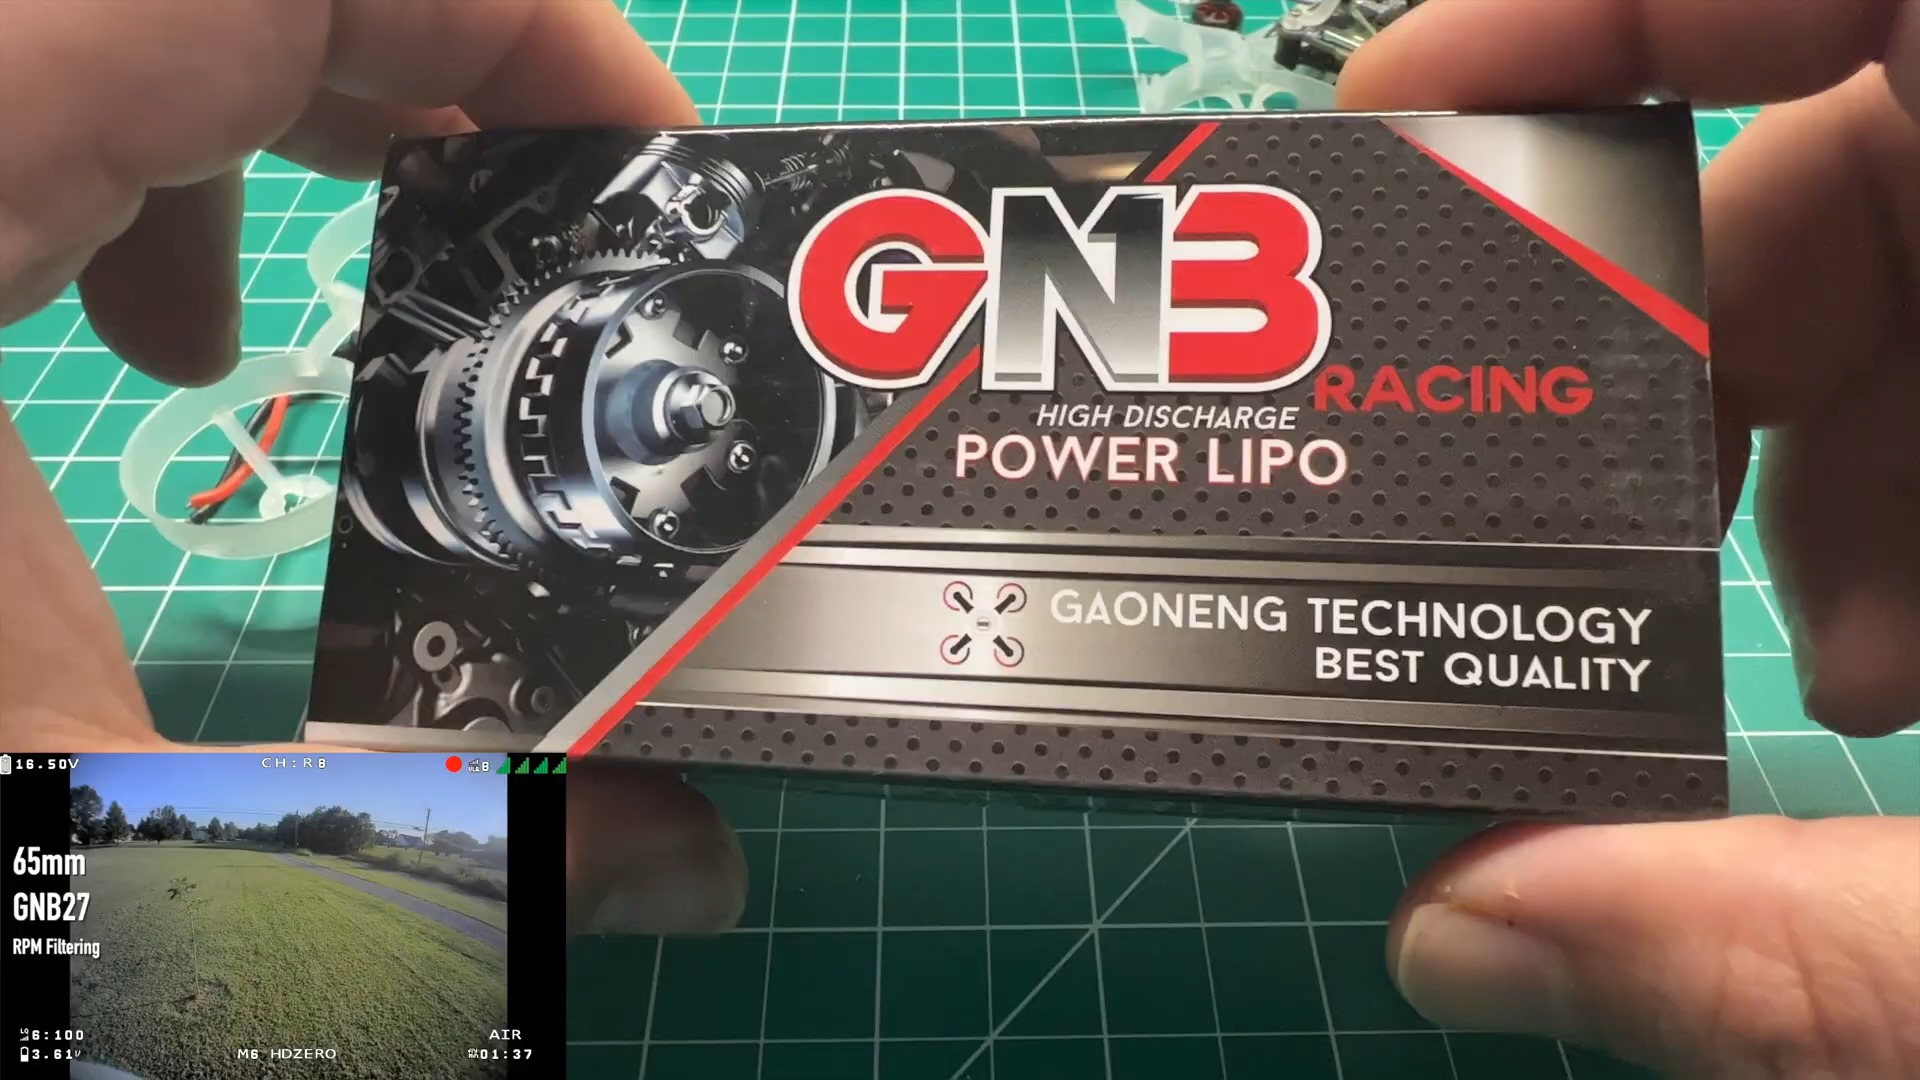 GNB
RACING
HIGH DISCHARGE
POWER LIPO
GAONENG TECHNOLOGY
BEST QUALITY
16.50V
CH:R8
8
65mm
GNB27
RPM Filtering
6:100
AIR
3.61V
M6 HDZERO
01:37